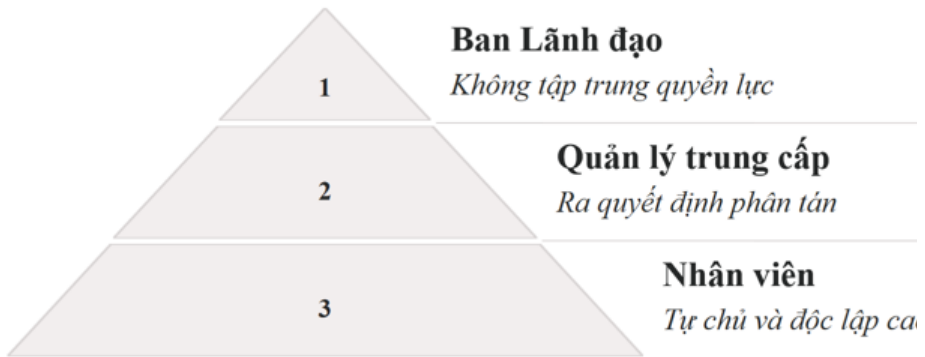 1
Ban Lãnh đạo
Không tập trung quyền lực
2
Quản lý trung cấp
Ra quyết định phân tán
3
Nhân viên
Tự chủ và độc lập